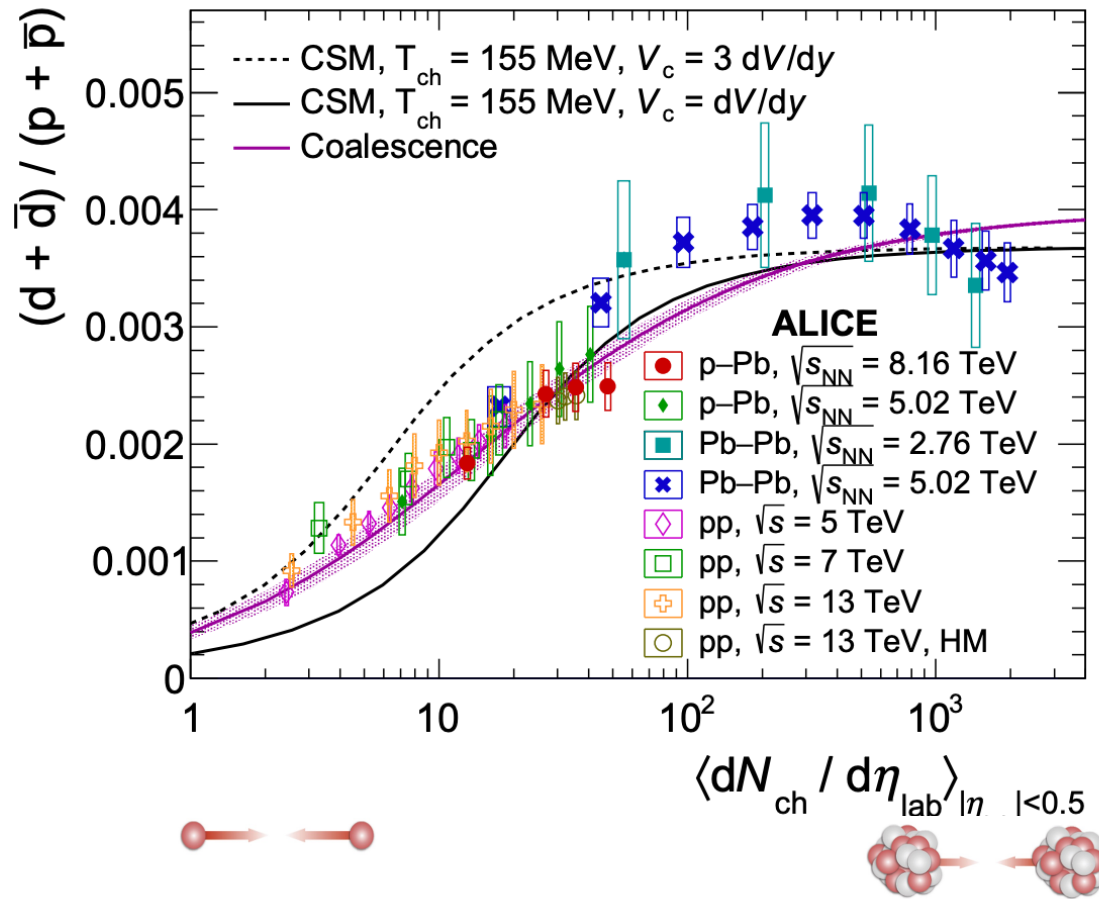 (d + d̅) / (p + p̅)
CSM, T_ch = 155 MeV, V_c = 3 dV/dy
CSM, T_ch = 155 MeV, V_c = dV/dy
Coalescence
0.005
0.004
0.003
0.002
0.001
0
ALICE
p–Pb, √s_NN = 8.16 TeV
p–Pb, √s_NN = 5.02 TeV
Pb–Pb, √s_NN = 2.76 TeV
Pb–Pb, √s_NN = 5.02 TeV
pp, √s = 5 TeV
pp, √s = 7 TeV
pp, √s = 13 TeV
pp, √s = 13 TeV, HM
1 10 10² 10³
⟨dN_ch / dη_lab⟩_|η|<0.5